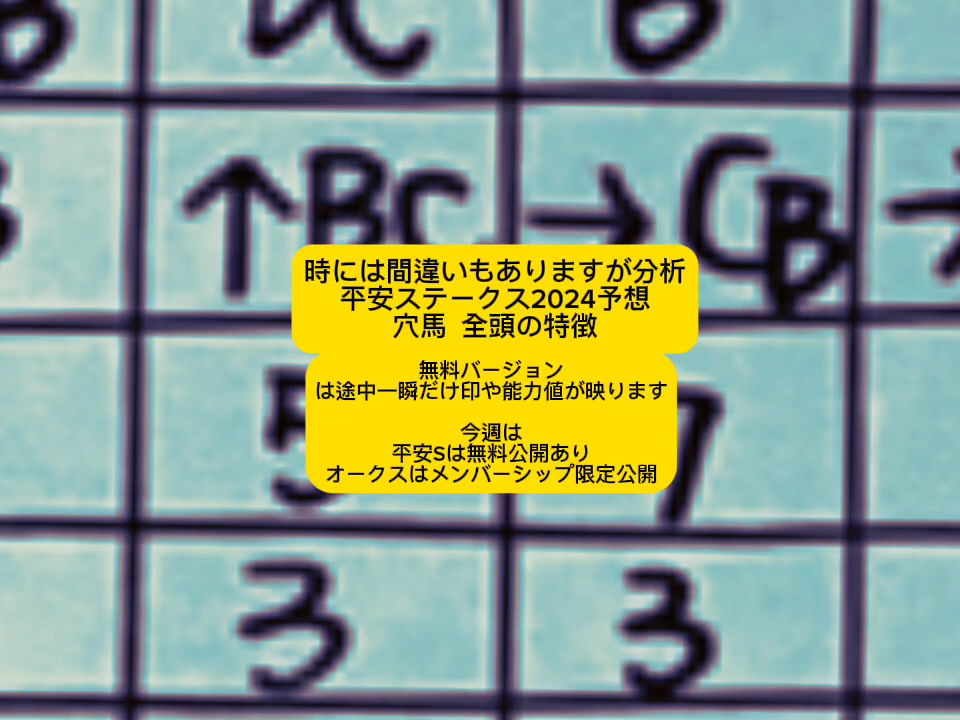 ↑BC →CB
時には間違いもありますが分析
平安ステークス2024予想
穴馬 全頭の特徴
無料バージョン
は途中一瞬だけ印や能力値が映ります
今週は
平安Sは無料公開あり
オークスはメンバーシップ限定公開
3 3